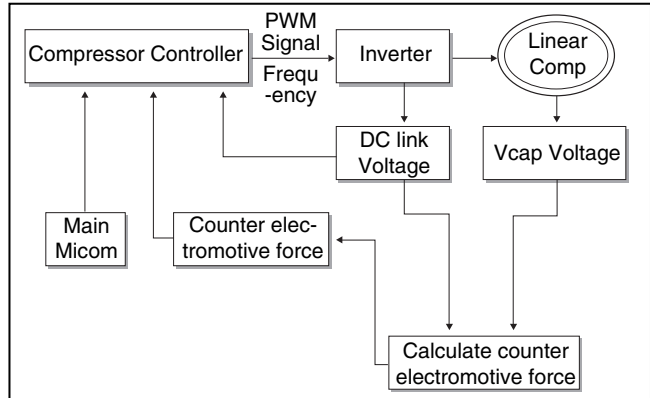 Compressor Controller
PWM
Signal
Frequ
-ency
Inverter
Linear
Comp
DC link
Voltage
Vcap Voltage
Main
Micom
Counter elec-
tromotive force
Calculate counter
electromotive force